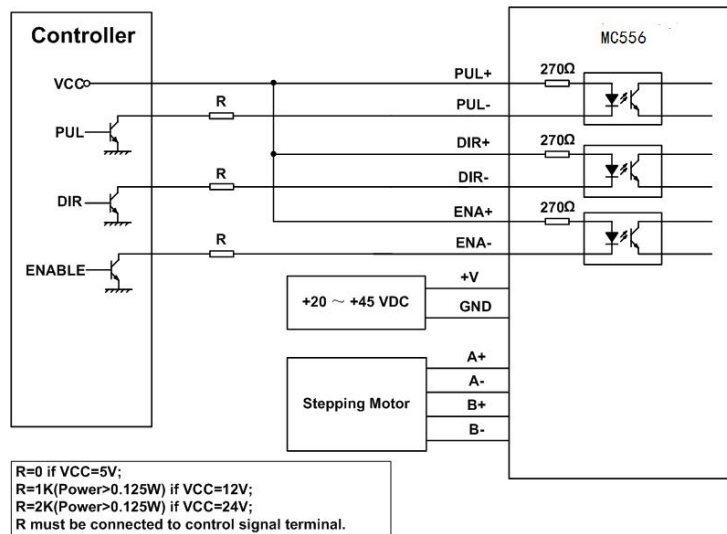 Controller
MC556
VCC
PUL+
270Ω
R
PUL-
PUL
DIR+
270Ω
R
DIR-
DIR
ENA+
270Ω
R
ENA-
ENABLE
+V
+20 ~ +45 VDC
GND
A+
A-
Stepping Motor
B+
B-
R=0 if VCC=5V;
R=1K(Power>0.125W) if VCC=12V;
R=2K(Power>0.125W) if VCC=24V;
R must be connected to control signal terminal.